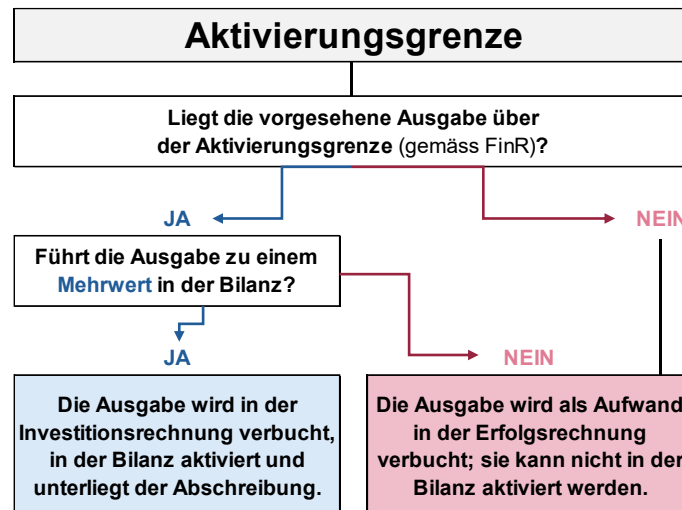 Aktivierungsgrenze
Liegt die vorgesehene Ausgabe über
der Aktivierungsgrenze (gemäss FinR)?
JA
NEIN
Führt die Ausgabe zu einem
Mehrwert in der Bilanz?
JA
NEIN
Die Ausgabe wird in der
Investitionsrechnung verbucht,
in der Bilanz aktiviert und
unterliegt der Abschreibung.
Die Ausgabe wird als Aufwand
in der Erfolgsrechnung
verbucht; sie kann nicht in der
Bilanz aktiviert werden.